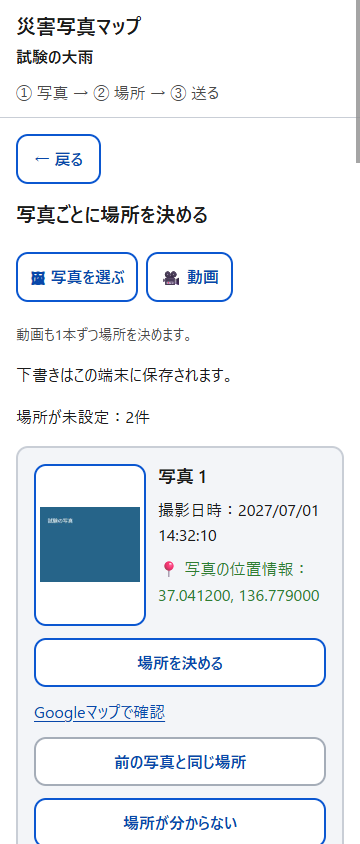 災害写真マップ
試験の大雨
① 写真 → ② 場所 → ③ 送る
← 戻る
写真ごとに場所を決める
写真を選ぶ
動画
動画も1本ずつ場所を決めます。
下書きはこの端末に保存されます。
場所が未設定：2件
試験の写真
写真 1
撮影日時：2027/07/01
14:32:10
写真の位置情報：
37.041200, 136.779000
場所を決める
Googleマップで確認
前の写真と同じ場所
場所が分からない